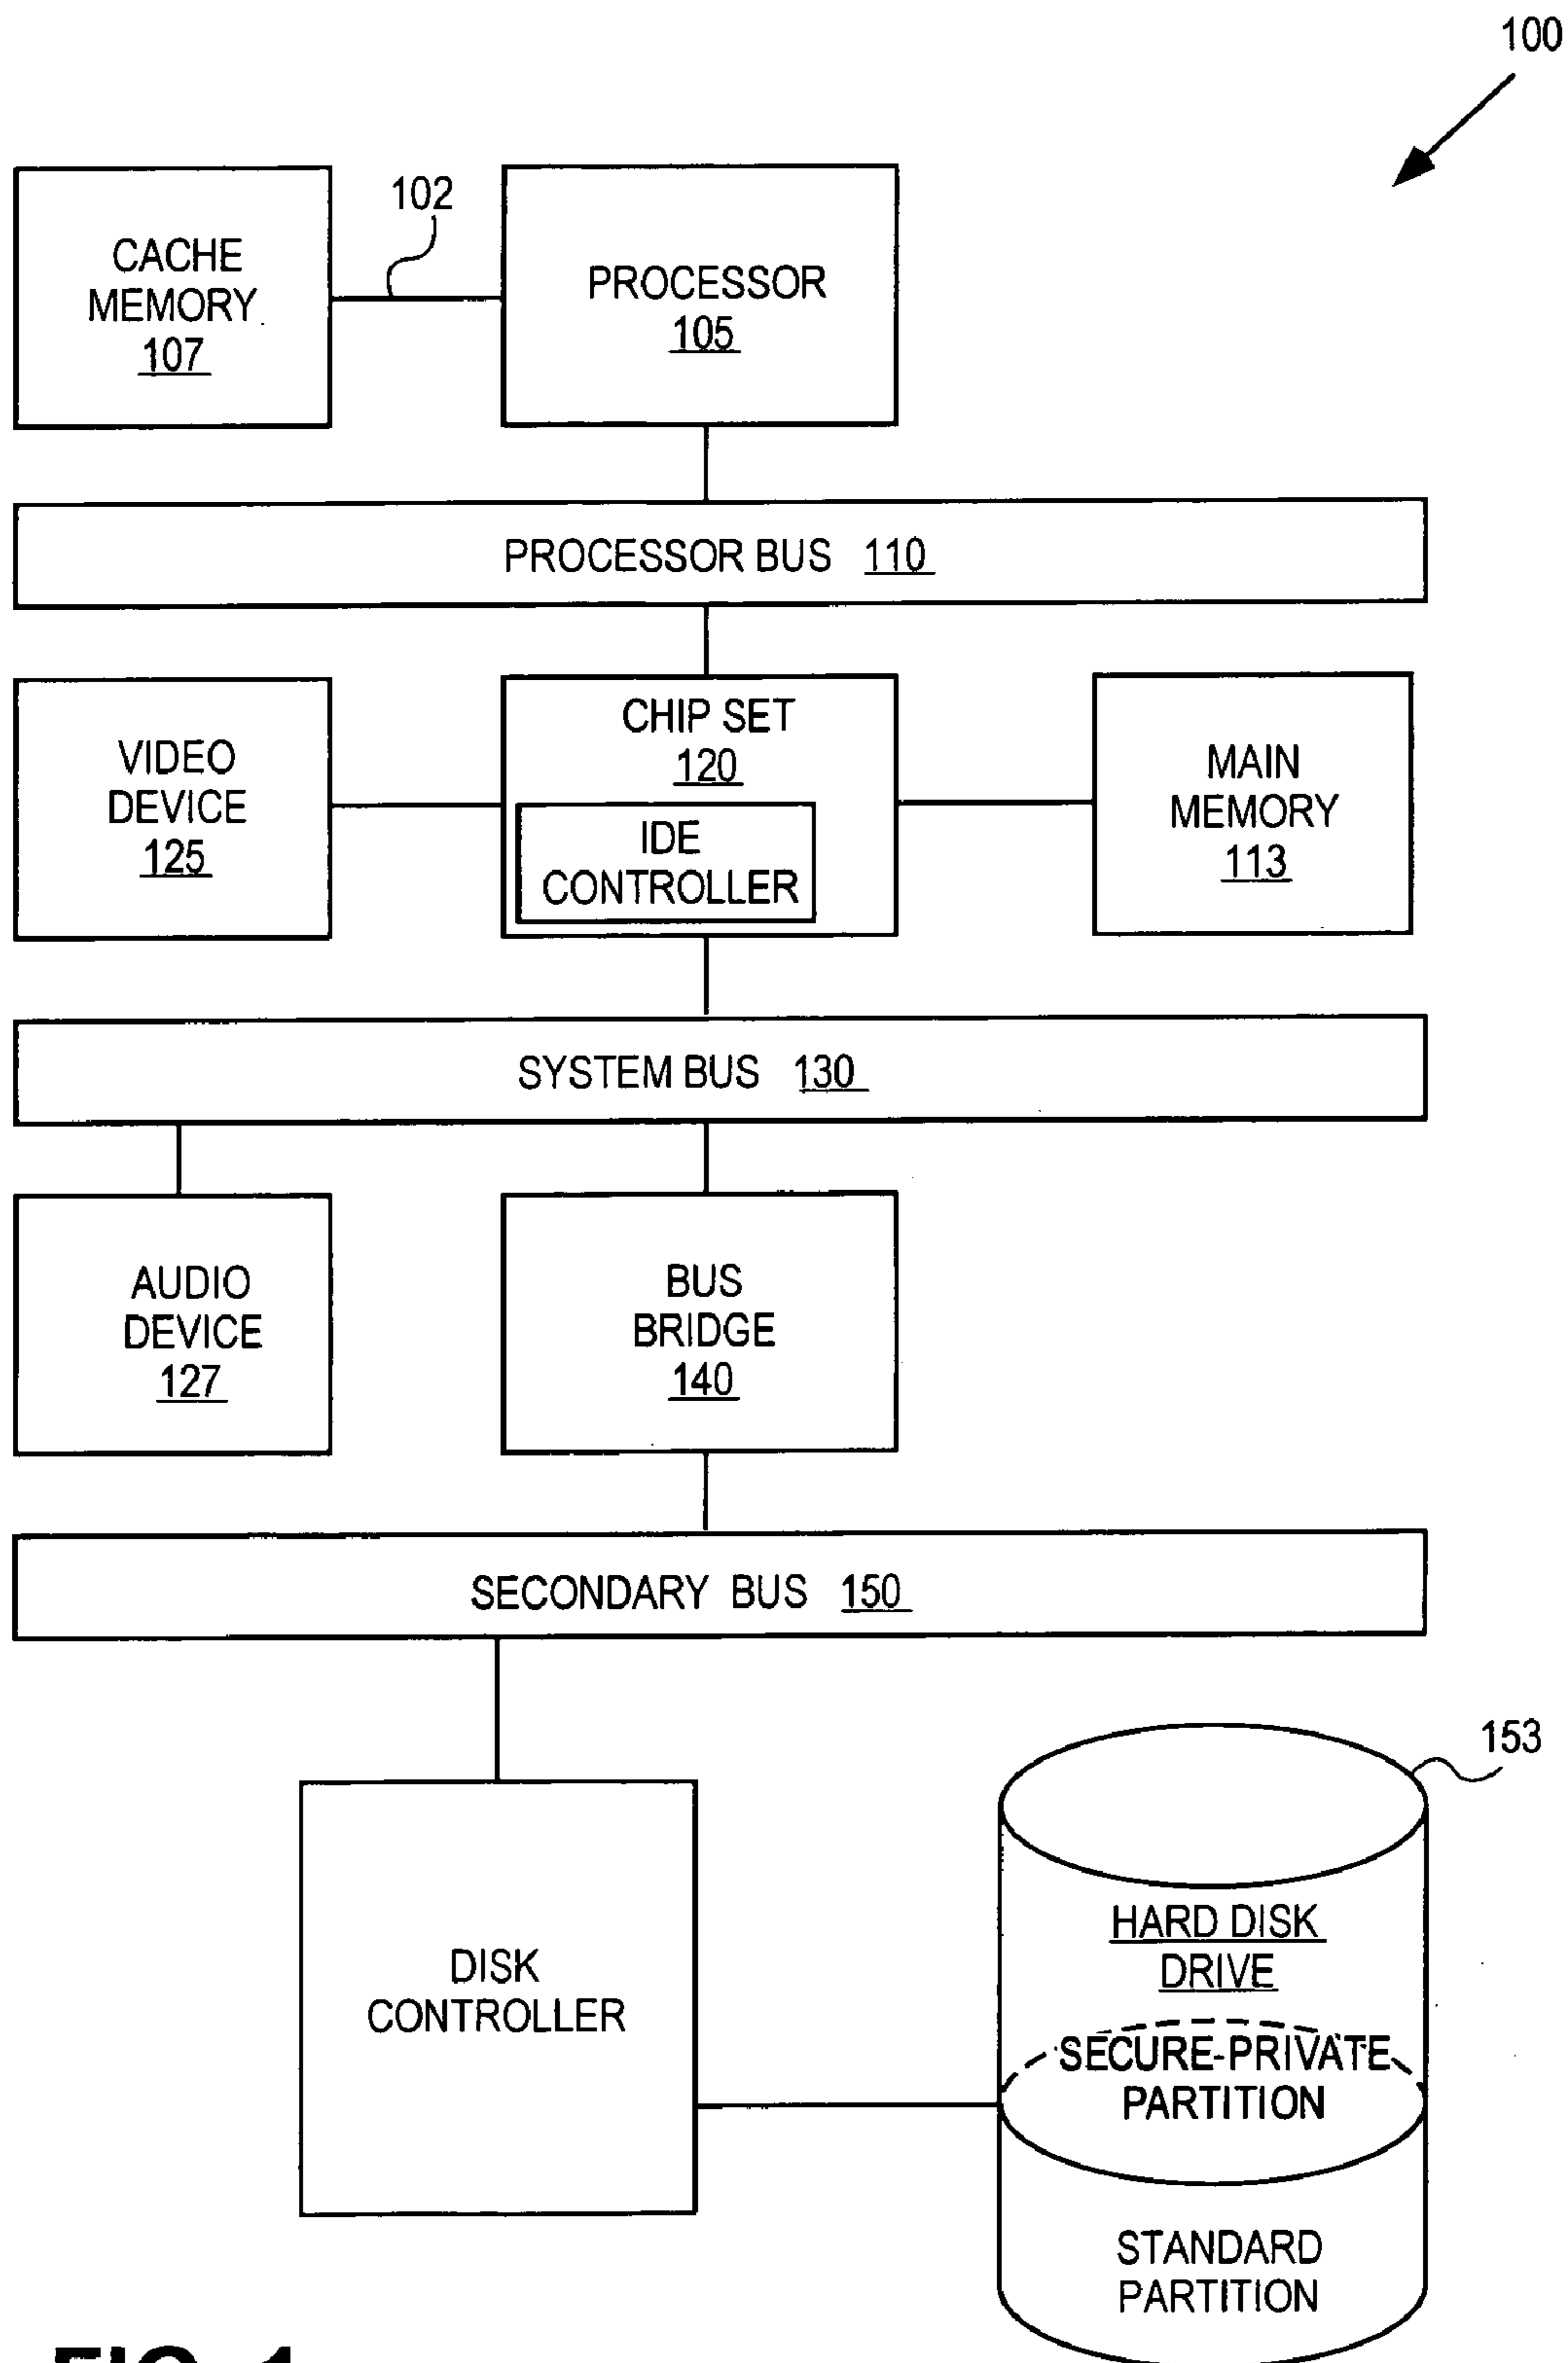 100
102
CACHE
MEMORY
107
PROCESSOR
105
PROCESSOR BUS 110
VIDEO
DEVICE
125
CHIP SET
120
IDE
CONTROLLER
MAIN
MEMORY
113
SYSTEM BUS 130
AUDIO
DEVICE
127
BUS
BRIDGE
140
SECONDARY BUS 150
153
DISK
CONTROLLER
HARD DISK
DRIVE
SECURE-PRIVATE
PARTITION
STANDARD
PARTITION
FIG. 1